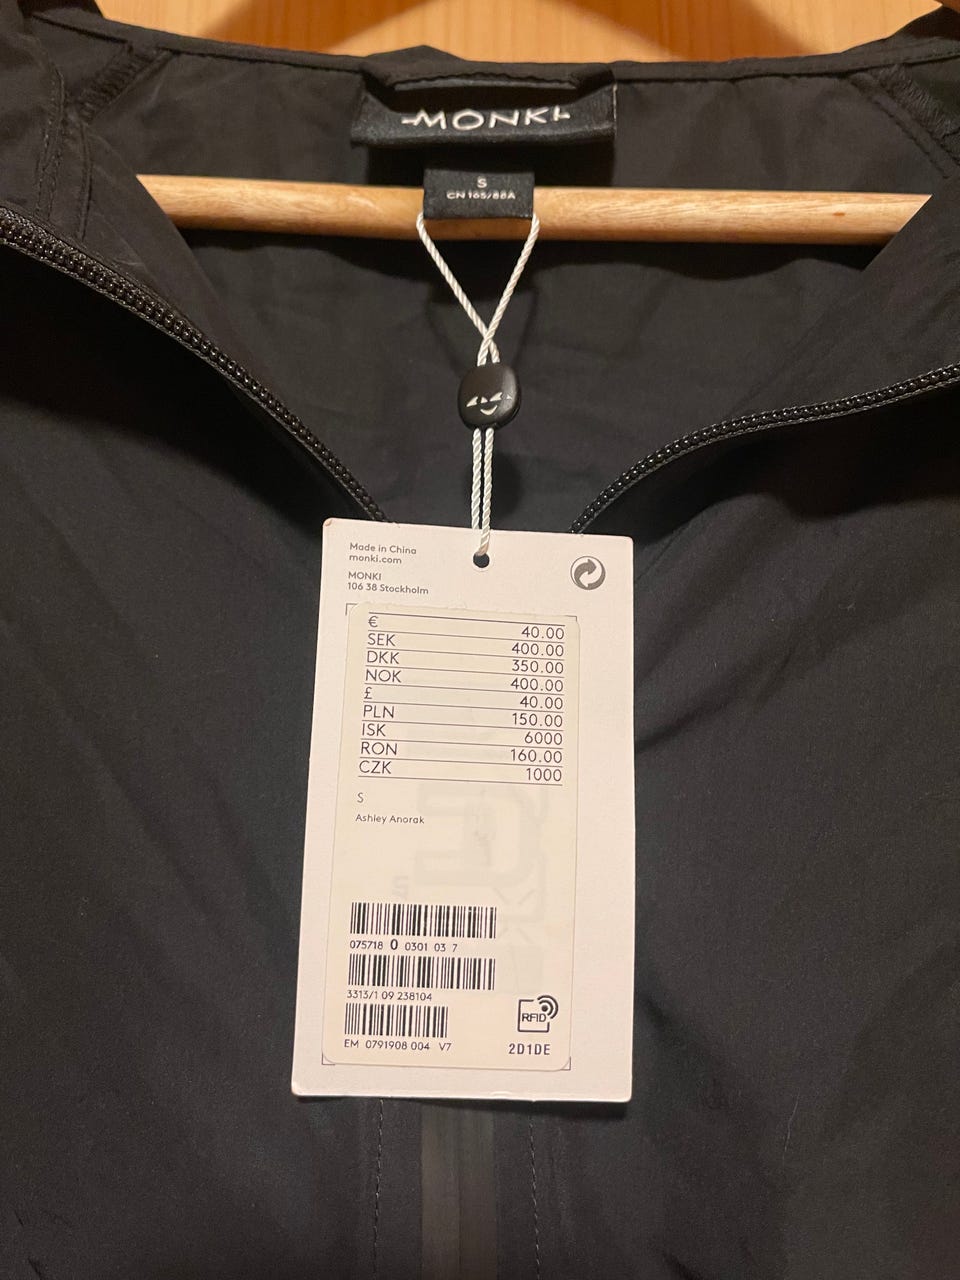 MONKI
S
CN 165/88A
Made in China
monki.com
MONKI
106 38 Stockholm
€ 40.00
SEK 400.00
DKK 350.00
NOK 400.00
£ 40.00
PLN 150.00
ISK 6000
RON 160.00
CZK 1000
S
Ashley Anorak
075718 0 0301 03 7
3313/1 09 238104
EM 0791908 004 V7
RFID
2D1DE